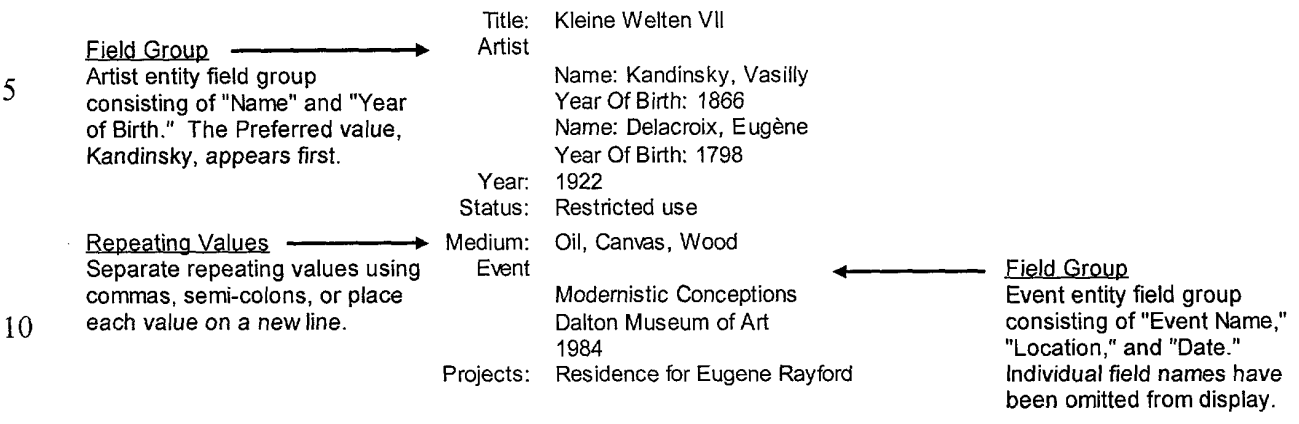 Title: Kleine Welten VII
Field Group
Artist
Artist entity field group
consisting of "Name" and "Year
of Birth." The Preferred value,
Kandinsky, appears first.
5
Name: Kandinsky, Vasilly
Year Of Birth: 1866
Name: Delacroix, Eugène
Year Of Birth: 1798
Year: 1922
Status: Restricted use
Repeating Values
Separate repeating values using
commas, semi-colons, or place
each value on a new line.
10
Medium: Oil, Canvas, Wood
Event
Modernistic Conceptions
Dalton Museum of Art
1984
Projects: Residence for Eugene Rayford
Field Group
Event entity field group
consisting of "Event Name,"
"Location," and "Date."
Individual field names have
been omitted from display.